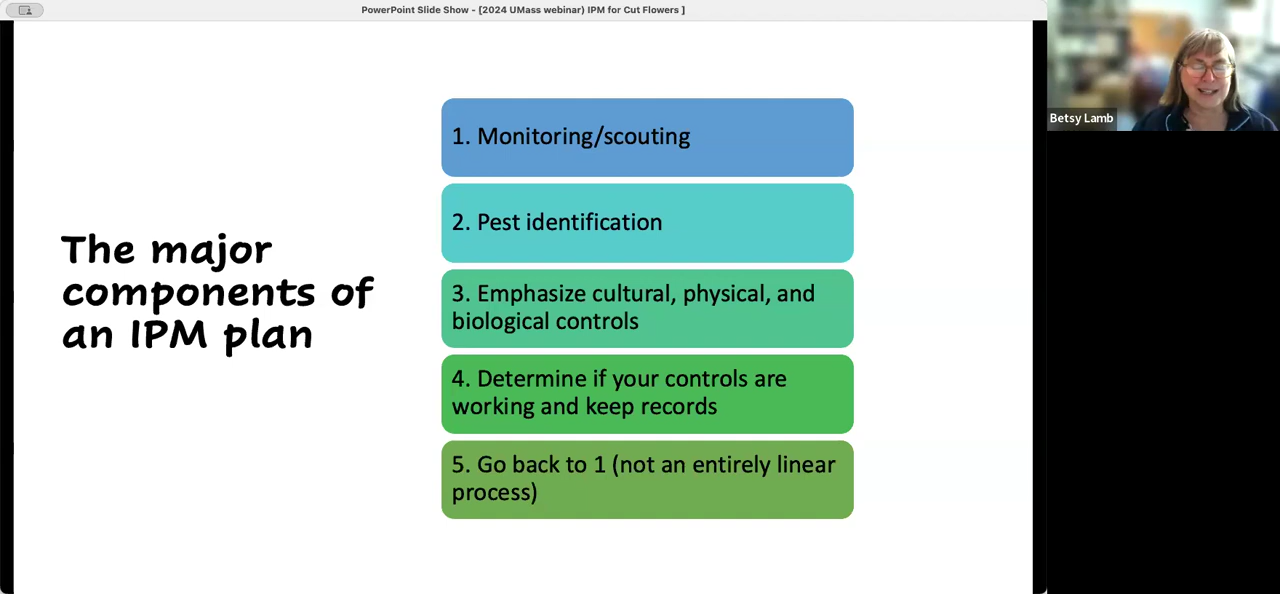 PowerPoint Slide Show - [2024 UMass webinar) IPM for Cut Flowers ]
The major
components of
an IPM plan
1. Monitoring/scouting
2. Pest identification
3. Emphasize cultural, physical, and
biological controls
4. Determine if your controls are
working and keep records
5. Go back to 1 (not an entirely linear
process)
Betsy Lamb